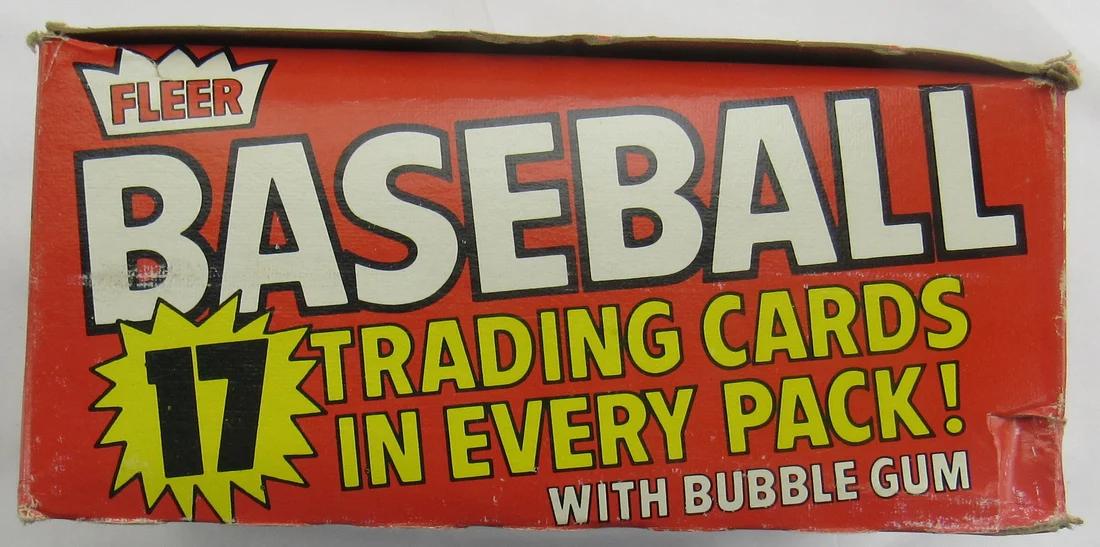 FLEER
BASEBALL
17 TRADING CARDS
IN EVERY PACK!
WITH BUBBLE GUM